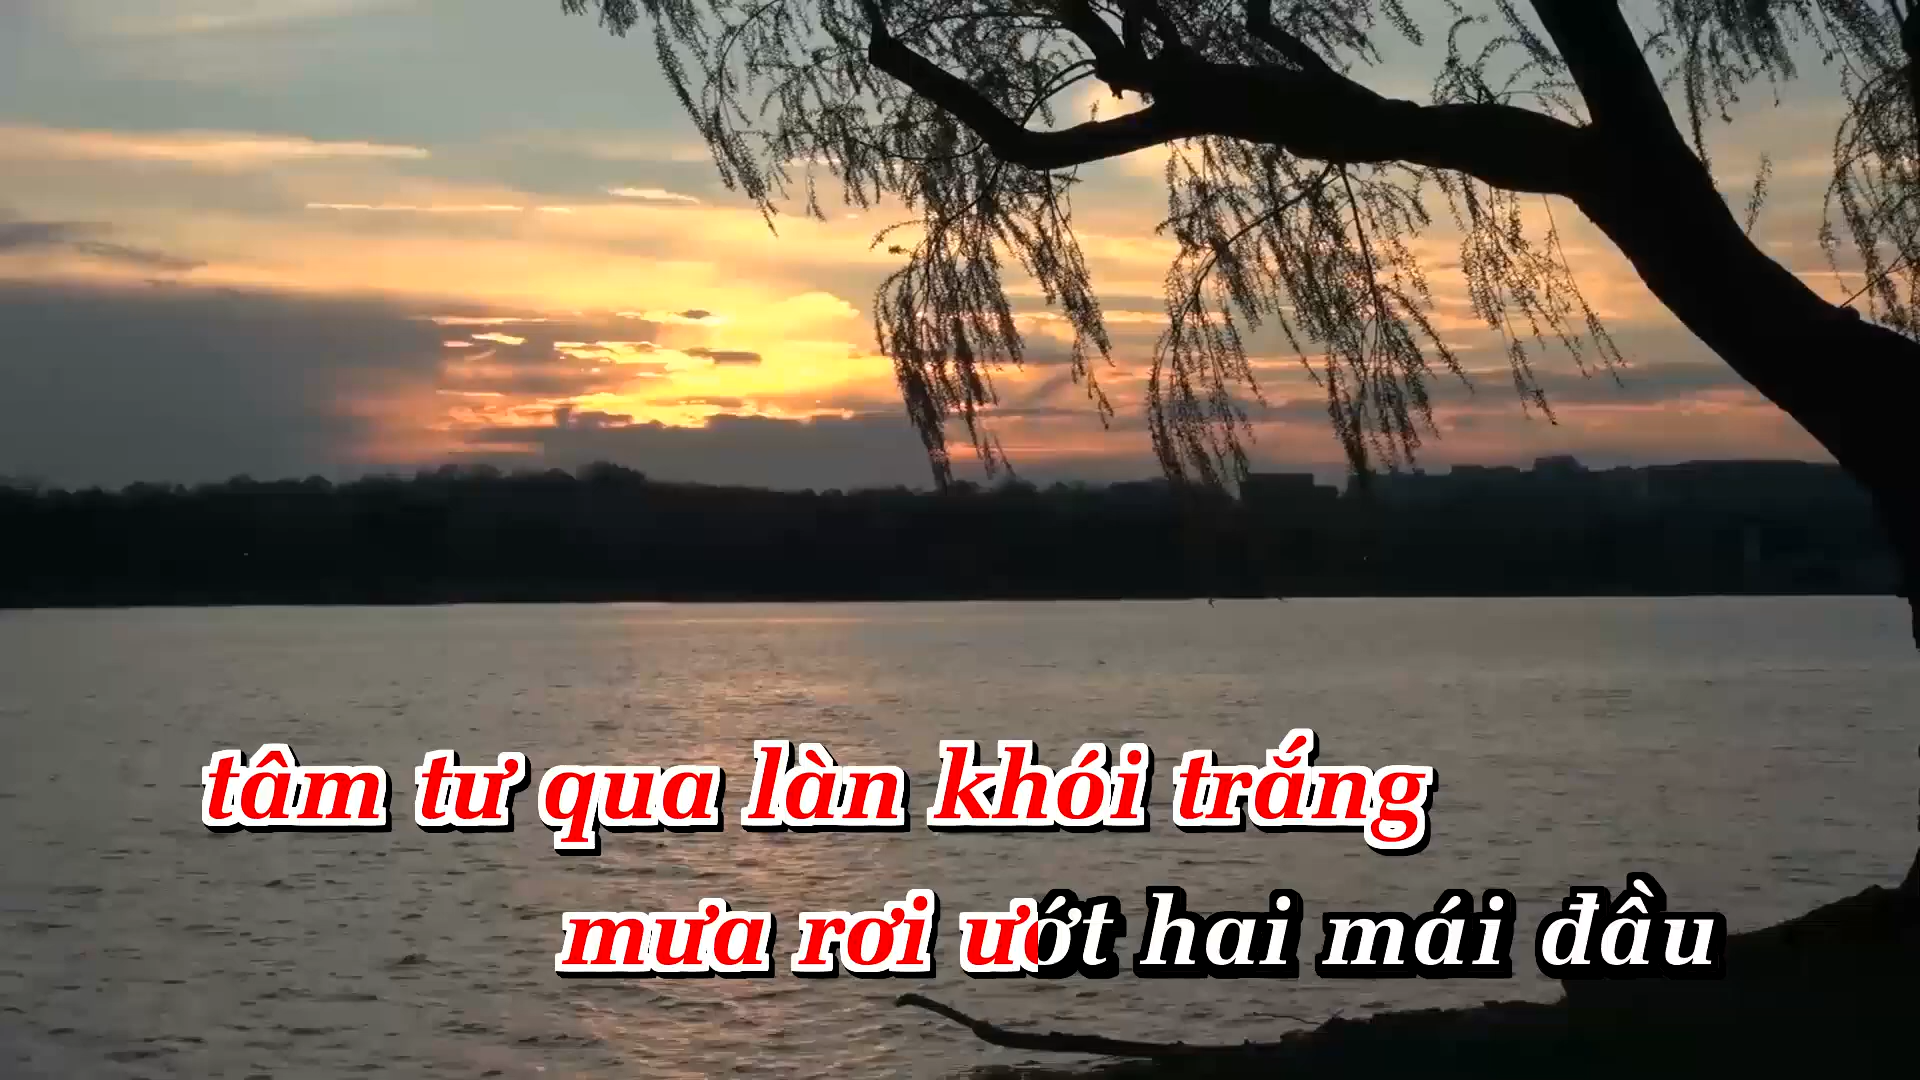 tâm tư qua làn khói trắng
mưa rơi ướt hai mái đầu